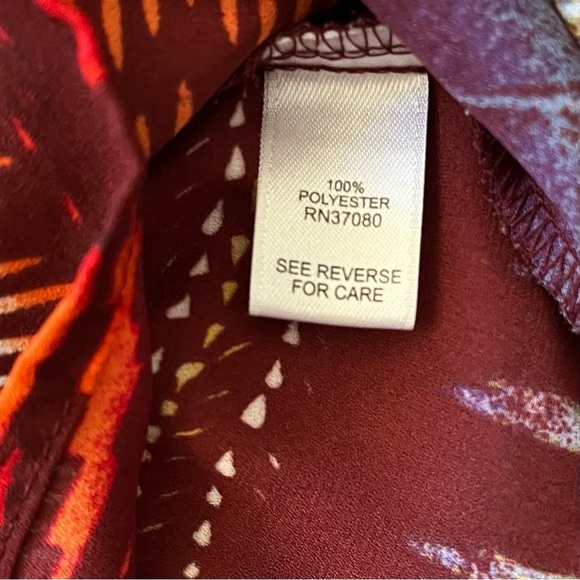 100%
POLYESTER
RN37080
SEE REVERSE
FOR CARE